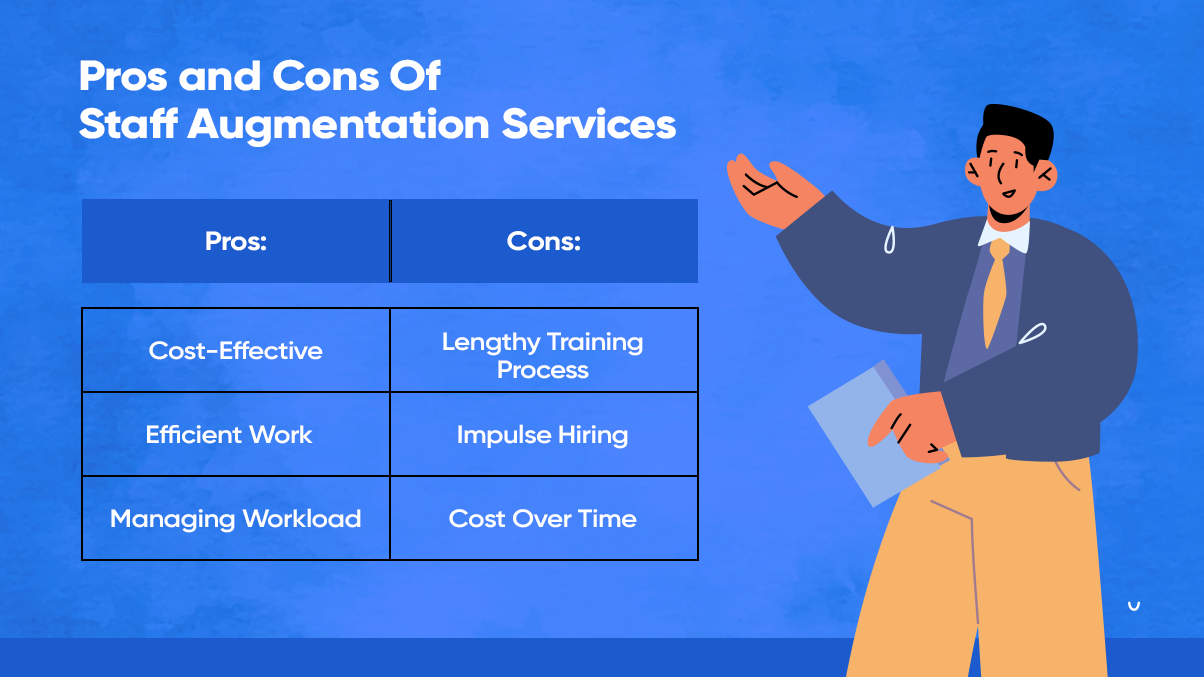 Pros and Cons Of
Staff Augmentation Services
Pros:
Cons:
Cost-Effective
Lengthy Training
Process
Efficient Work
Impulse Hiring
Managing Workload
Cost Over Time